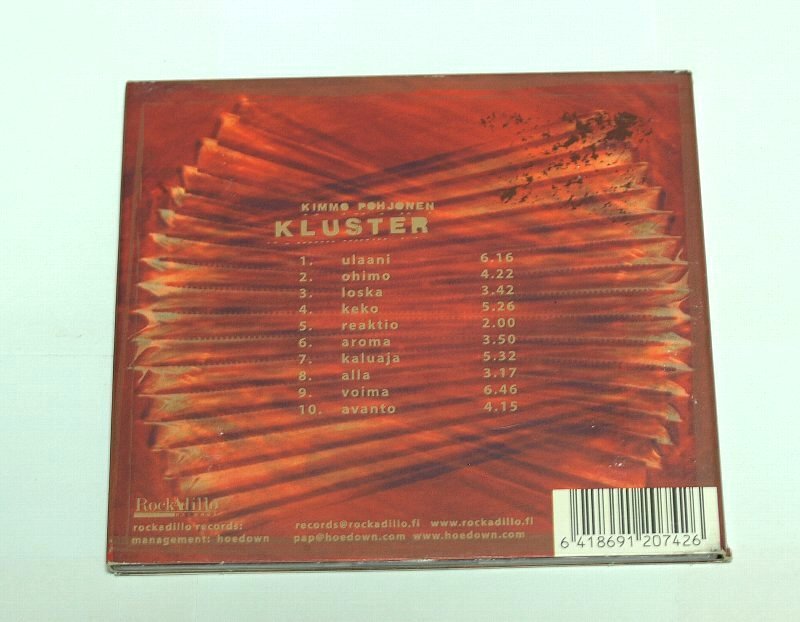 KIMMO POHJONEN
KLUSTER
1. ulaani 6.16
2. ohimo 4.22
3. loska 3.42
4. keko 5.26
5. reaktio 2.00
6. aroma 3.50
7. kaluaja 5.32
8. alla 3.17
9. voima 6.46
10. avanto 4.15
RockAdillo
rockadillo records: records@rockadillo.fi www.rockadillo.fi
management: hoedown pap@hoedown.com www.hoedown.com
6 418691 207426